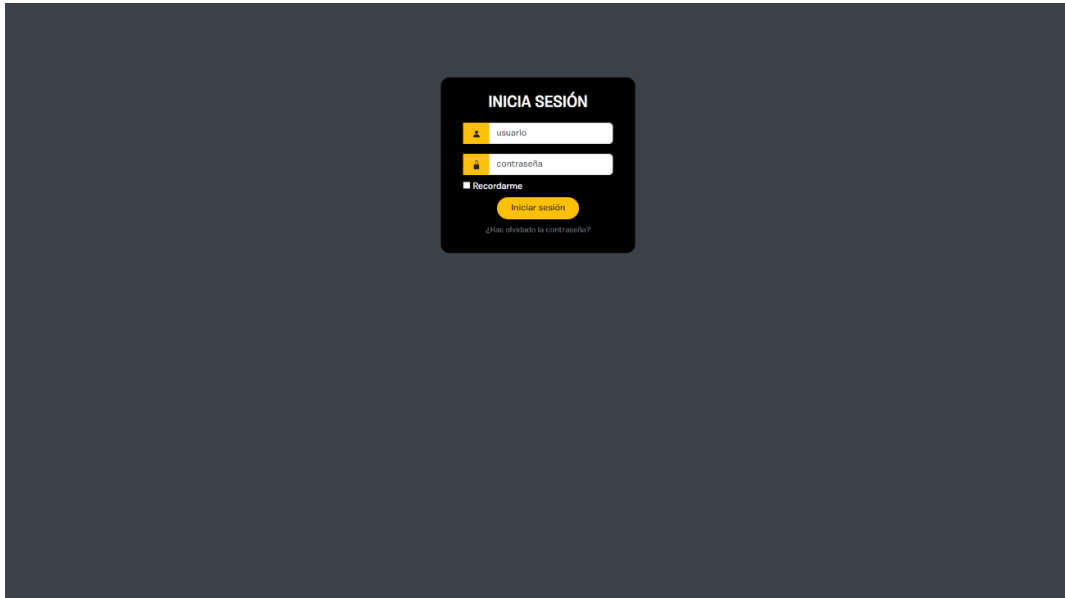 INICIA SESIÓN
usuario
contraseña
Recordarme
Iniciar sesión
¿Has olvidado la contraseña?